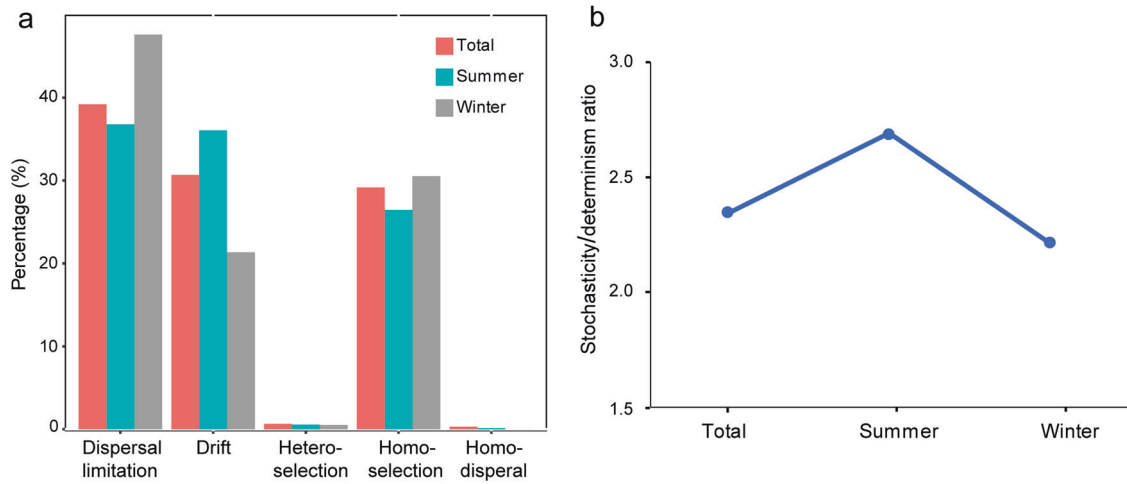 a
Percentage (%)
40
30
20
10
0
Total
Summer
Winter
Dispersal
limitation
Drift
Hetero-
selection
Homo-
selection
Homo-
disperal
b
Stochasticity/determinism ratio
3.0
2.5
2.0
1.5
Total
Summer
Winter